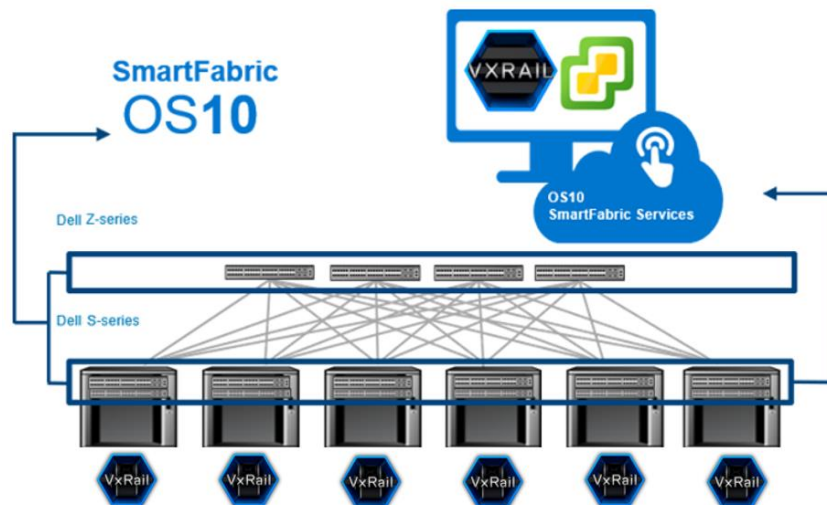 SmartFabric
OS10
VXRAIL
OS10
SmartFabric Services
Dell Z-series
Dell S-series
VxRail
VxRail
VxRail
VxRail
VxRail
VxRail